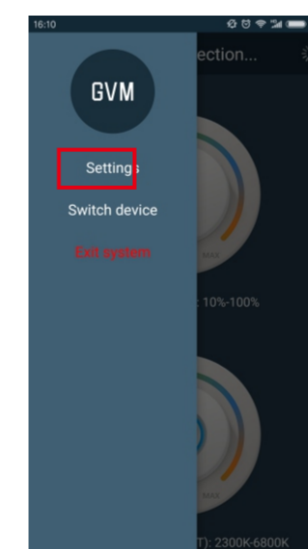 16:10
ection...
GVM
Settings
Switch device
Exit system
MAX
: 10%-100%
MAX
T): 2300K-6800K